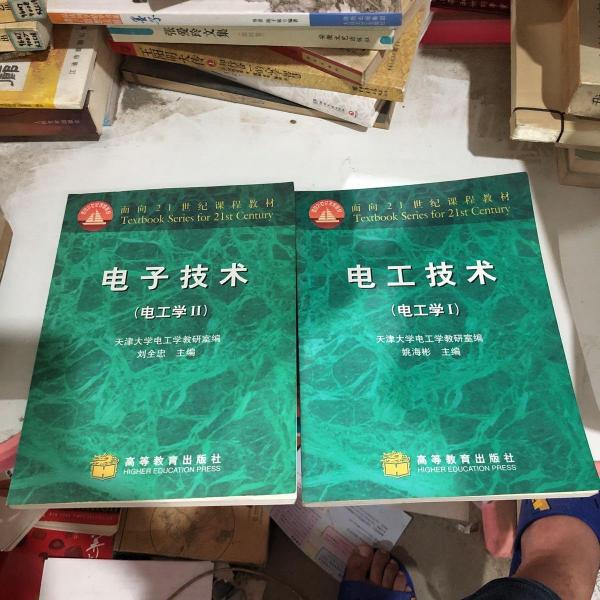 张爱玲文集
面向21世纪课程教材
Textbook Series for 21st Century
电子技术
(电工学II)
天津大学电工学教研室编
刘全忠 主编
高等教育出版社
HIGHER EDUCATION PRESS
面向21世纪课程教材
Textbook Series for 21st Century
电工技术
(电工学I)
天津大学电工学教研室编
姚海彬 主编
高等教育出版社
HIGHER EDUCATION PRESS